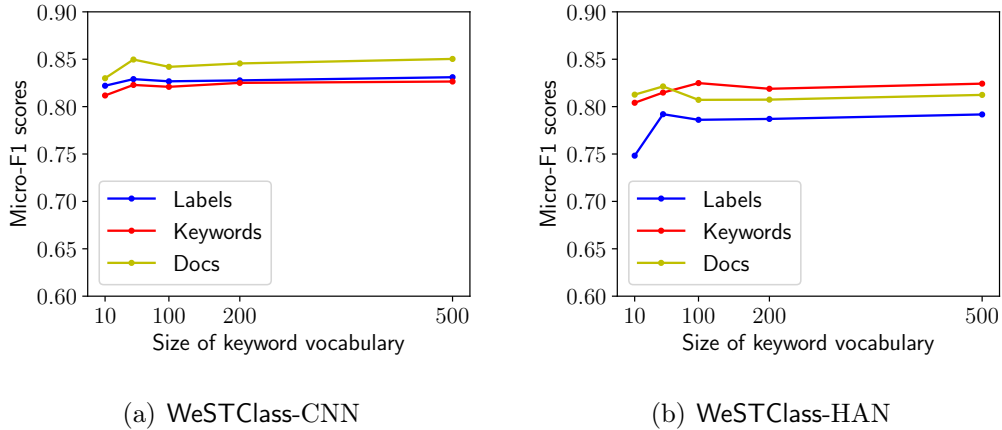 0.90
0.85
0.80
0.75
0.70
0.65
0.60
Micro-F1 scores
Labels
Keywords
Docs
10 100 200 500
Size of keyword vocabulary
(a) WeSTClass-CNN
0.90
0.85
0.80
0.75
0.70
0.65
0.60
Micro-F1 scores
Labels
Keywords
Docs
10 100 200 500
Size of keyword vocabulary
(b) WeSTClass-HAN